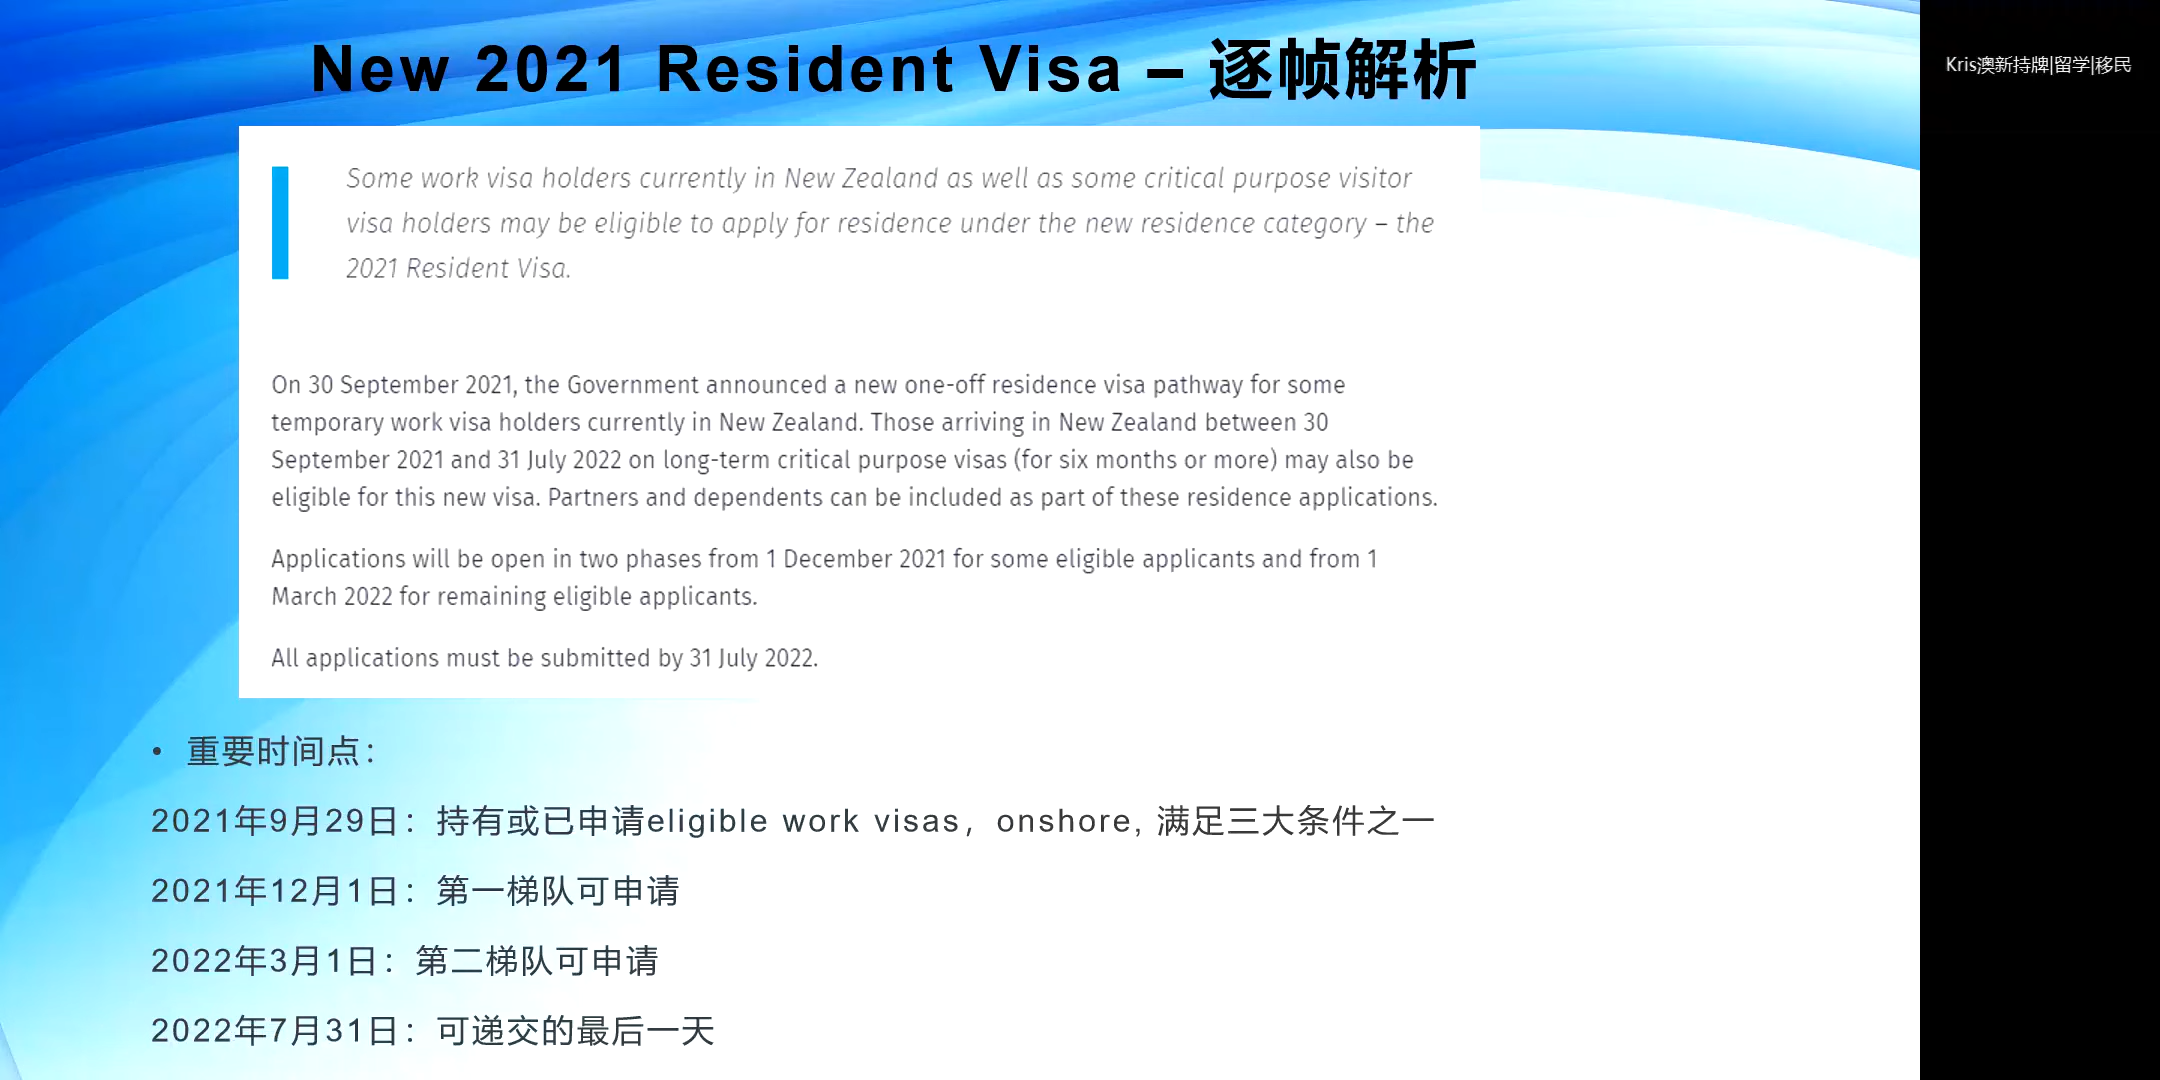 New 2021 Resident Visa – 逐帧解析
Kris澳新持牌|留学|移民
Some work visa holders currently in New Zealand as well as some critical purpose visitor
visa holders may be eligible to apply for residence under the new residence category – the
2021 Resident Visa.
On 30 September 2021, the Government announced a new one-off residence visa pathway for some
temporary work visa holders currently in New Zealand. Those arriving in New Zealand between 30
September 2021 and 31 July 2022 on long-term critical purpose visas (for six months or more) may also be
eligible for this new visa. Partners and dependents can be included as part of these residence applications.
Applications will be open in two phases from 1 December 2021 for some eligible applicants and from 1
March 2022 for remaining eligible applicants.
All applications must be submitted by 31 July 2022.
• 重要时间点：
2021年9月29日：持有或已申请eligible work visas，onshore, 满足三大条件之一
2021年12月1日：第一梯队可申请
2022年3月1日：第二梯队可申请
2022年7月31日：可递交的最后一天